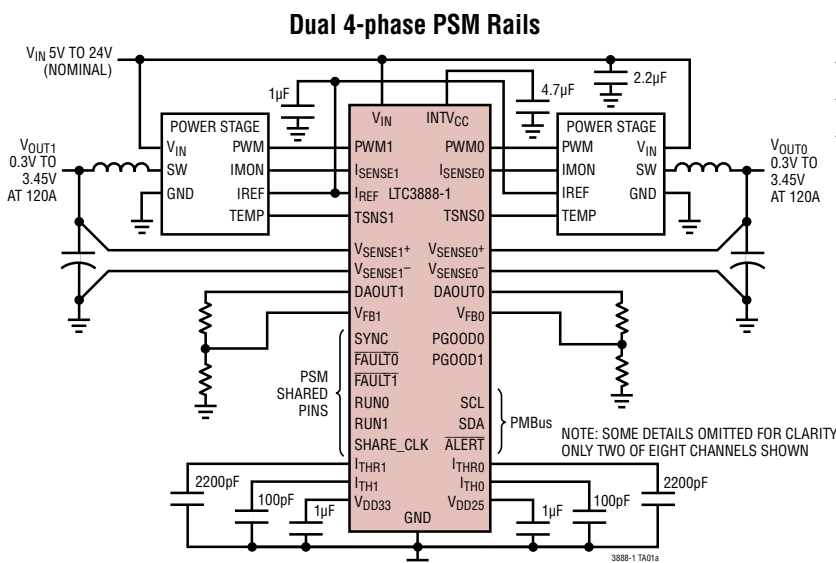 Dual 4-phase PSM Rails
VIN 5V TO 24V
(NOMINAL)
1µF
4.7µF
2.2µF
VIN
INTVCC
POWER STAGE
VIN
SW
GND
PWM
IMON
IREF
TEMP
VOUT1
0.3V TO
3.45V
AT 120A
PWM1
ISENSE1
IREF
LTC3888-1
TSNS1
VSENSE1+
VSENSE1–
DAOUT1
VFB1
SYNC
FAULT0
FAULT1
RUN0
RUN1
SHARE_CLK
ITHR1
ITH1
VDD33
PSM
SHARED
PINS
PWM0
ISENSE0
TSNS0
VSENSE0+
VSENSE0–
DAOUT0
VFB0
PGOOD0
PGOOD1
SCL
SDA
ALERT
ITHR0
ITH0
VDD25
GND
PMBus
POWER STAGE
PWM
IMON
IREF
TEMP
VIN
SW
GND
VOUT0
0.3V TO
3.45V
AT 120A
NOTE: SOME DETAILS OMITTED FOR CLARITY
ONLY TWO OF EIGHT CHANNELS SHOWN
2200pF
100pF
1µF
1µF
100pF
2200pF
3888-1 TA01a